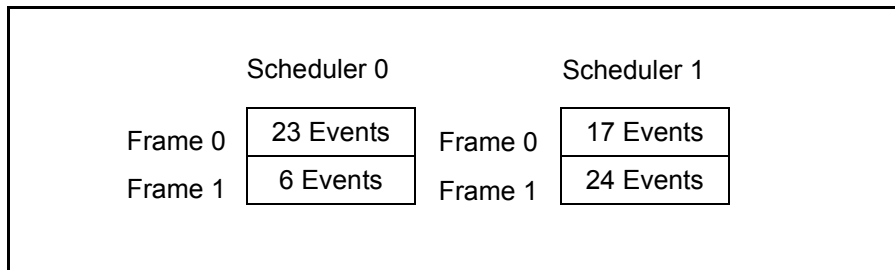 Scheduler 0 Scheduler 1
Frame 0 23 Events Frame 0 17 Events
Frame 1 6 Events Frame 1 24 Events